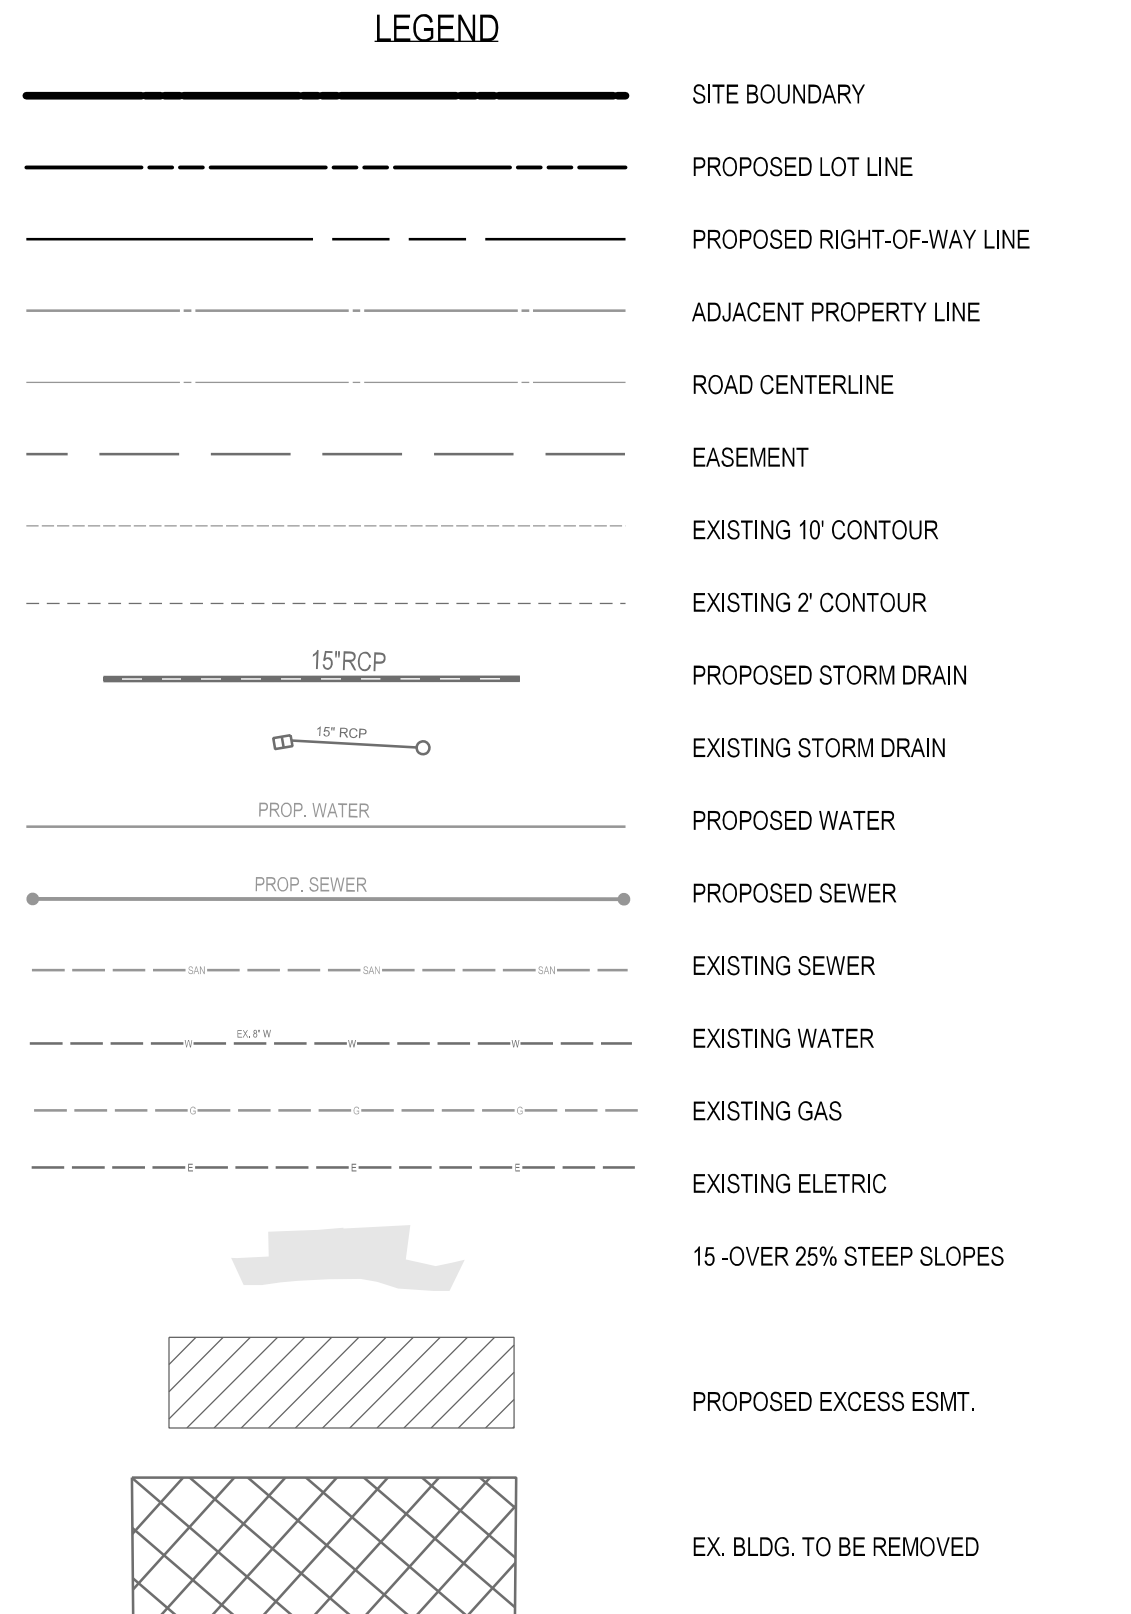 LEGEND
SITE BOUNDARY
PROPOSED LOT LINE
PROPOSED RIGHT-OF-WAY LINE
ADJACENT PROPERTY LINE
ROAD CENTERLINE
EASEMENT
EXISTING 10' CONTOUR
EXISTING 2' CONTOUR
15"RCP
PROPOSED STORM DRAIN
15" RCP
EXISTING STORM DRAIN
PROP. WATER
PROPOSED WATER
PROP. SEWER
PROPOSED SEWER
SAN SAN SAN
EXISTING SEWER
EX. 8" W
W W W
EXISTING WATER
G G G
EXISTING GAS
E E E
EXISTING ELETRIC
15 -OVER 25% STEEP SLOPES
PROPOSED EXCESS ESMT.
EX. BLDG. TO BE REMOVED